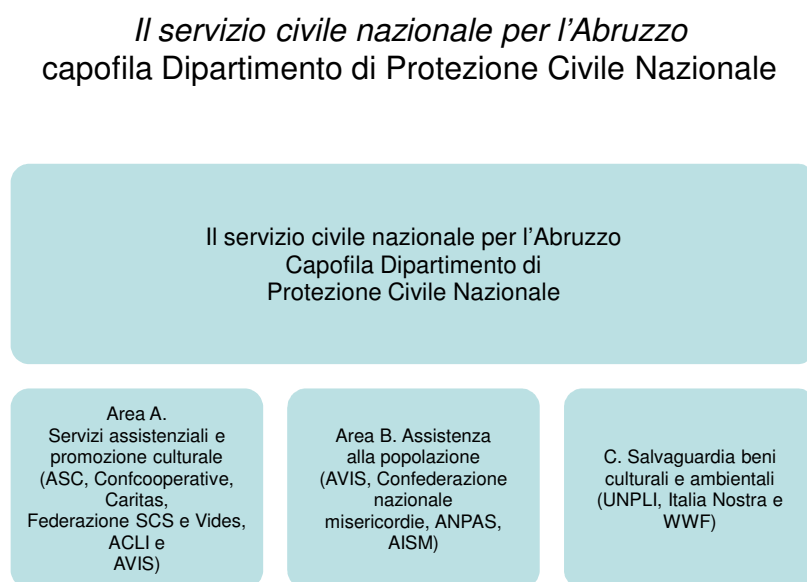 Il servizio civile nazionale per l'Abruzzo
capofila Dipartimento di Protezione Civile Nazionale
Il servizio civile nazionale per l'Abruzzo
Capofila Dipartimento di
Protezione Civile Nazionale
Area A.
Servizi assistenziali e
promozione culturale
(ASC, Confcooperative,
Caritas,
Federazione SCS e Vides,
ACLI e
AVIS)
Area B. Assistenza
alla popolazione
(AVIS, Confederazione
nazionale
misericordie, ANPAS,
AISM)
C. Salvaguardia beni
culturali e ambientali
(UNPLI, Italia Nostra e
WWF)